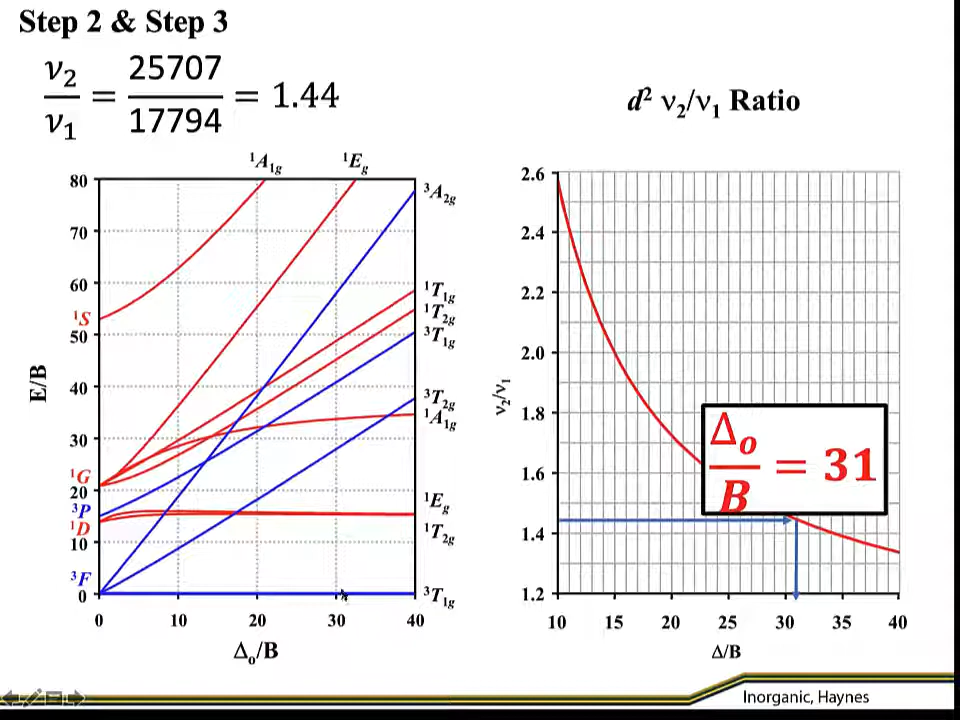 Step 2 & Step 3
ν₂/ν₁ = 25707/17794 = 1.44
d² ν₂/ν₁ Ratio
¹A₁g ¹Eg
80
70
60
50
40
30
20
10
0
E/B
¹S
¹G
³P
¹D
³F
³A₂g
¹T₁g
¹T₂g
³T₁g
³T₂g
¹A₁g
¹Eg
¹T₂g
³T₁g
0 10 20 30 40
Δₒ/B
2.6
2.4
2.2
2.0
1.8
1.6
1.4
1.2
ν₂/ν₁
Δₒ/B = 31
10 15 20 25 30 35 40
Δ/B
Inorganic, Haynes